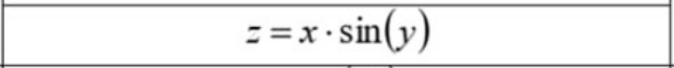 z = x · sin(y)